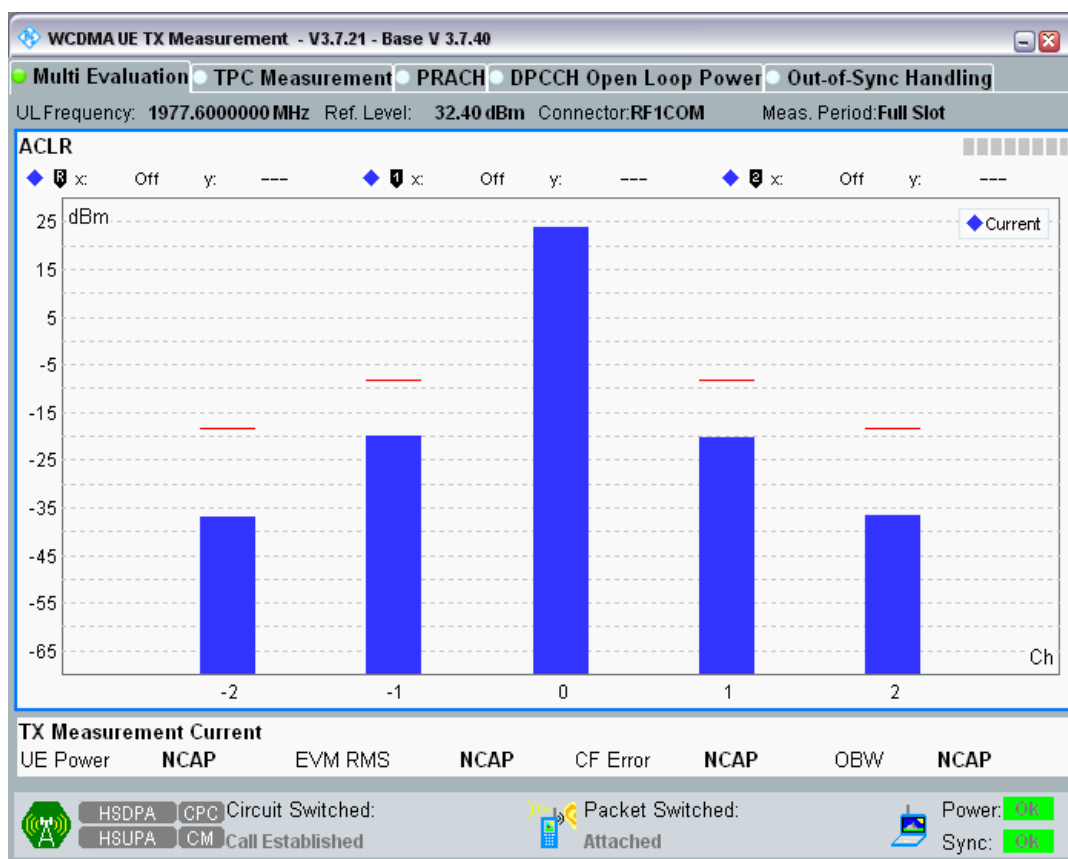 WCDMA UE TX Measurement - V3.7.21 - Base V 3.7.40
Multi Evaluation TPC Measurement PRACH DPCCH Open Loop Power Out-of-Sync Handling
UL Frequency: 1977.6000000 MHz Ref. Level: 32.40 dBm Connector:RF1COM Meas. Period:Full Slot
ACLR
R x: Off y: --- 1 x: Off y: --- 2 x: Off y: ---
dBm
Current
25
15
5
-5
-15
-25
-35
-45
-55
-65
Ch
-2 -1 0 1 2
TX Measurement Current
UE Power NCAP EVM RMS NCAP CF Error NCAP OBW NCAP
HSDPA CPC Circuit Switched: Packet Switched: Power: OK
HSUPA CM Call Established Attached Sync: OK